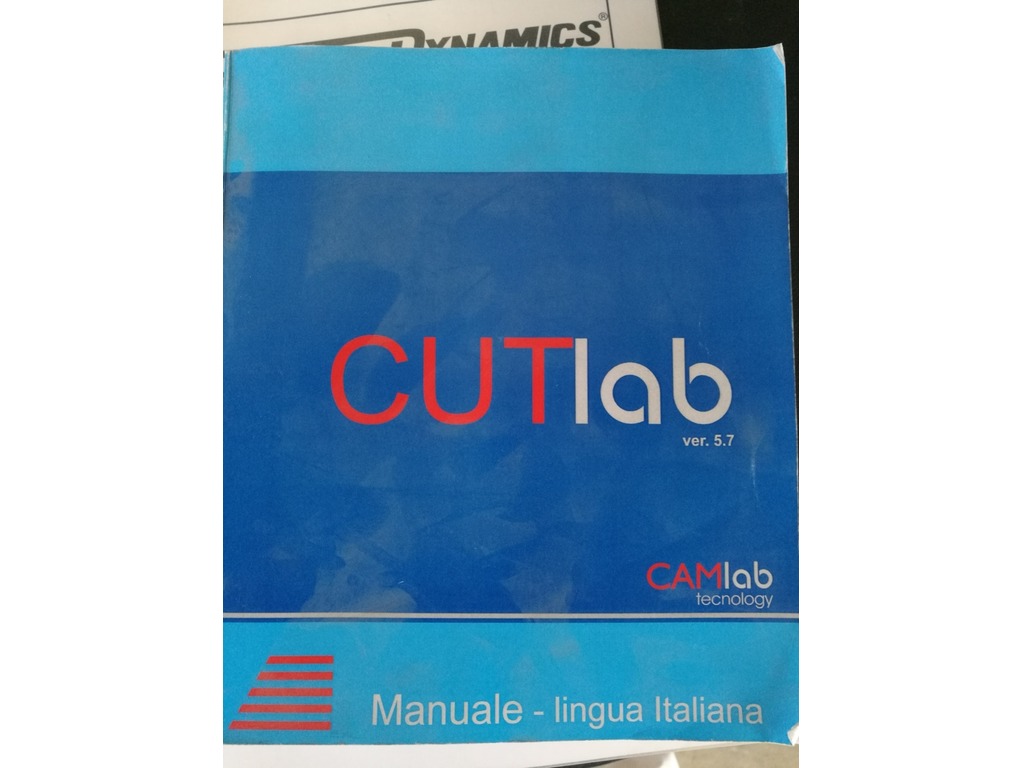 DYNAMICS®
CUTlab
ver. 5.7
CAMlab
tecnology
Manuale - lingua Italiana